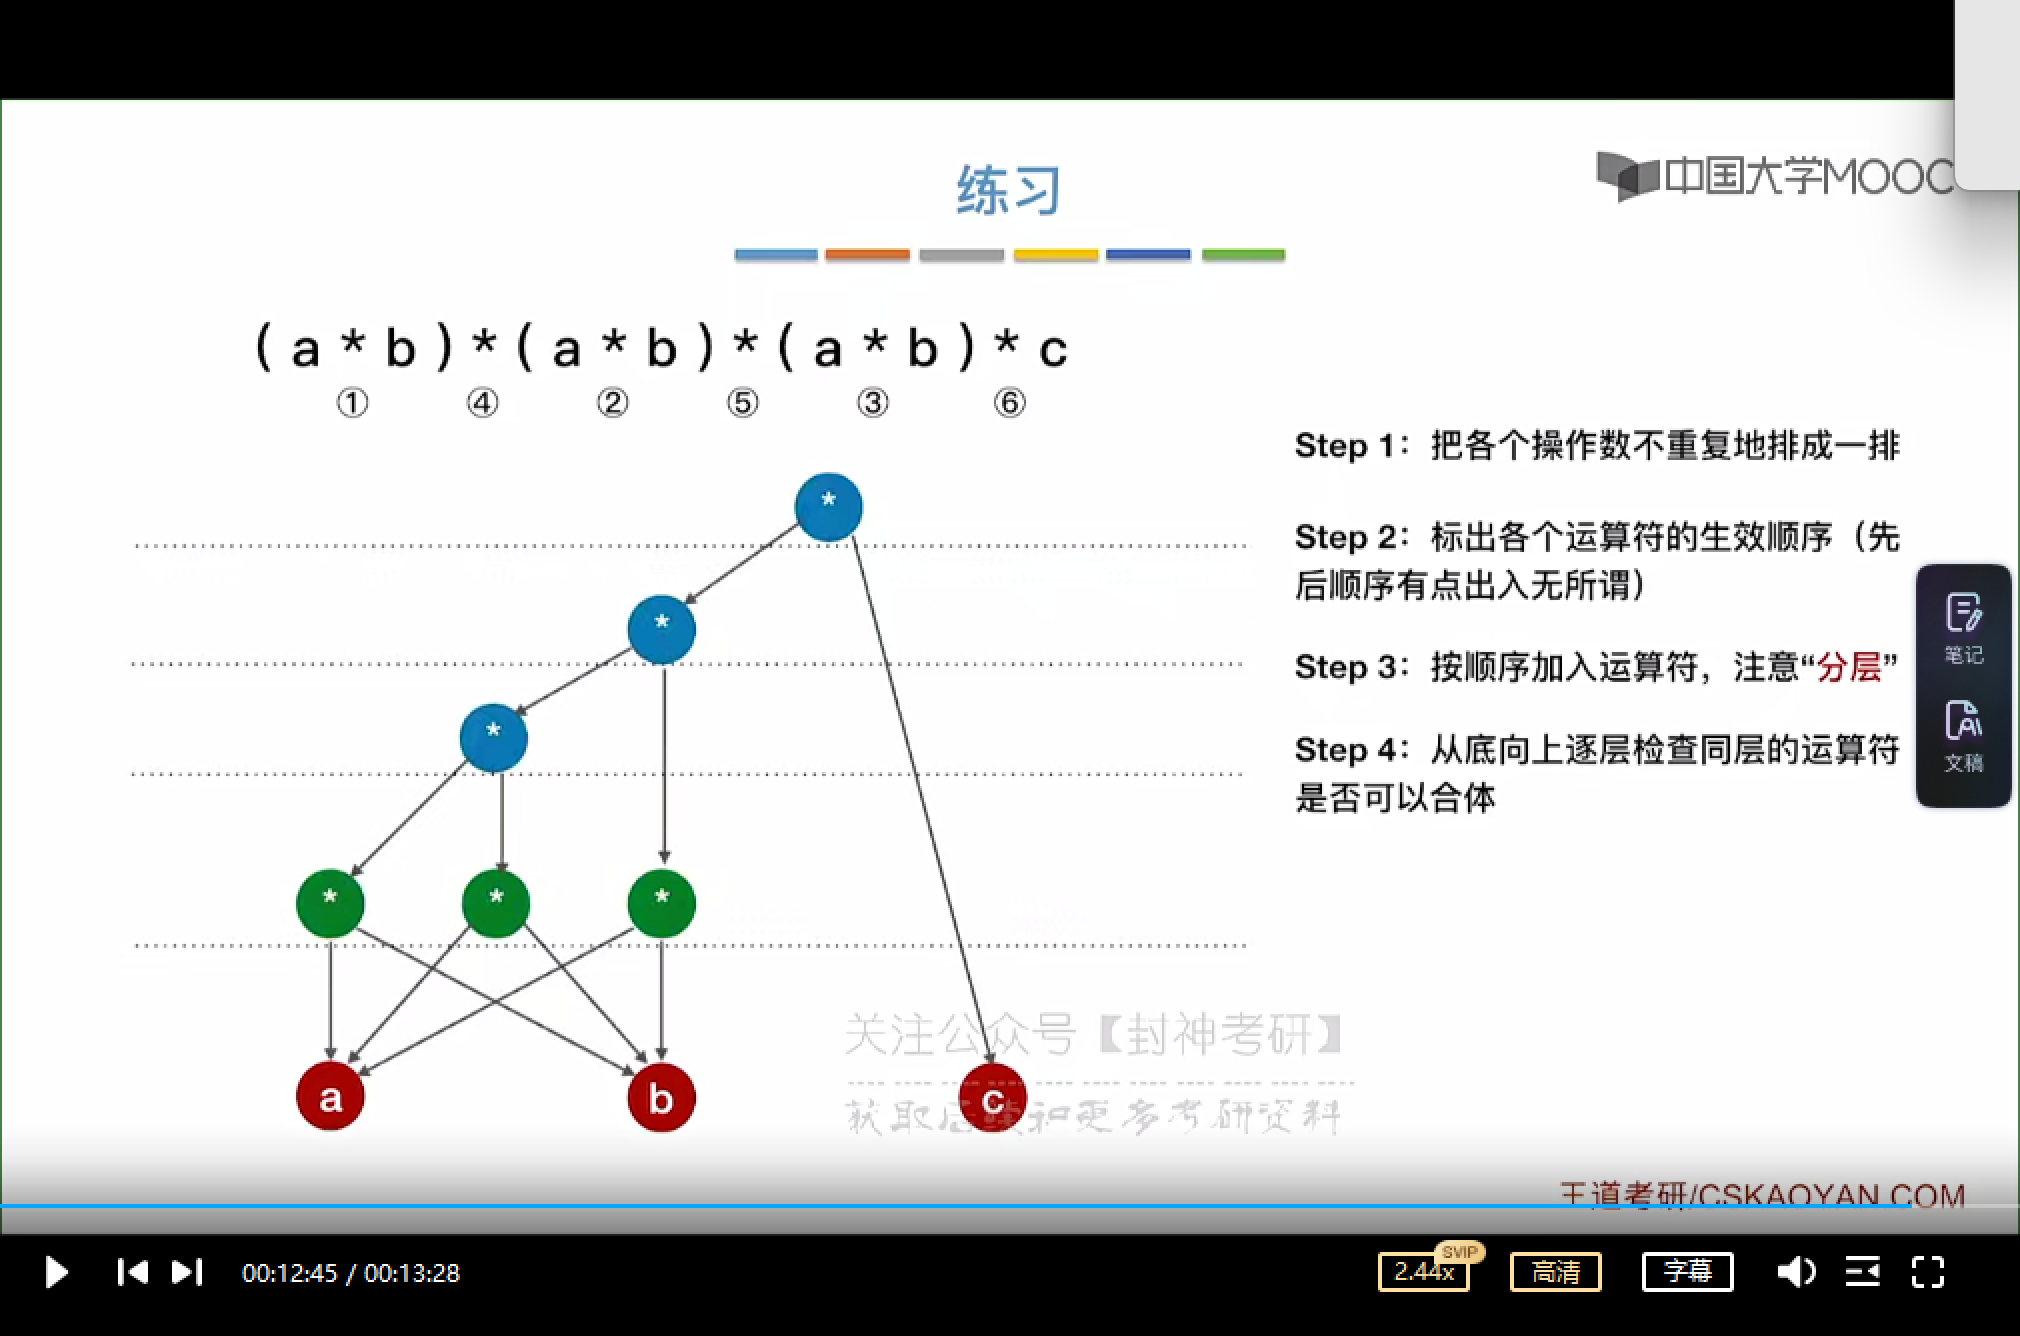 练习
中国大学MOOC
( a * b ) * ( a * b ) * ( a * b ) * c
① ④ ② ⑤ ③ ⑥
Step 1：把各个操作数不重复地排成一排
Step 2：标出各个运算符的生效顺序（先
后顺序有点出入无所谓）
Step 3：按顺序加入运算符，注意“分层”
Step 4：从底向上逐层检查同层的运算符
是否可以合体
*
*
*
* * *
a b c
笔记
文稿
关注公众号【封神考研】
获取后续和更多考研资料
王道考研/CSKAOYAN.COM
00:12:45 / 00:13:28
2.44x
SVIP
高清
字幕